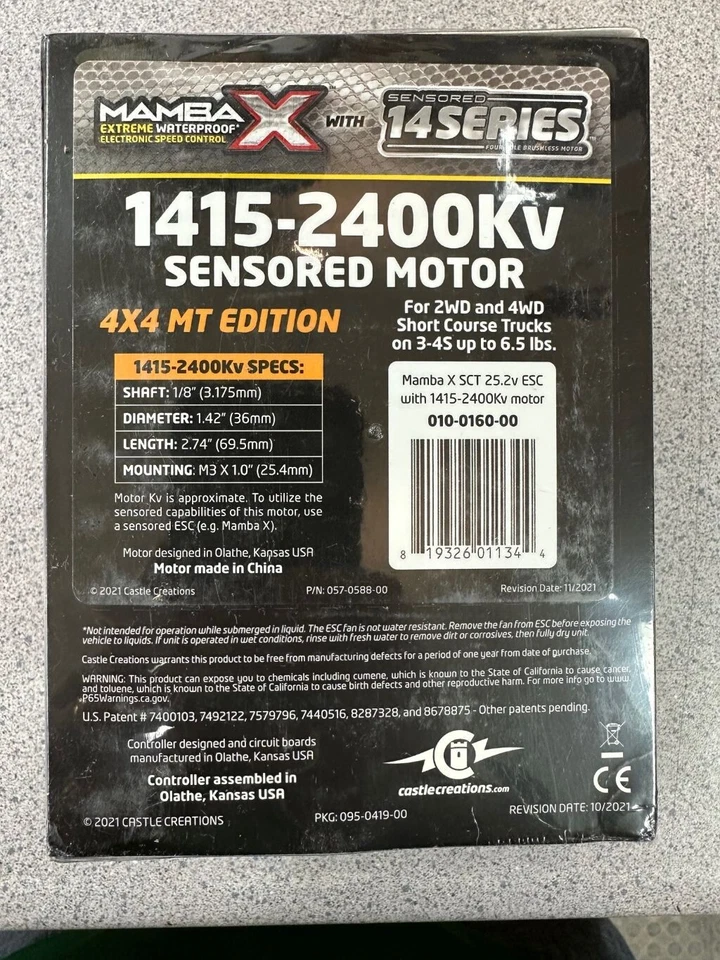 MAMBA X™ WITH SENSORED
EXTREME WATERPROOF* 14SERIES™
ELECTRONIC SPEED CONTROL FOUR POLE BRUSHLESS MOTOR
1415-2400Kv
SENSORED MOTOR
4X4 MT EDITION
For 2WD and 4WD
Short Course Trucks
on 3-4S up to 6.5 lbs.
1415-2400Kv SPECS:
SHAFT: 1/8" (3.175mm)
DIAMETER: 1.42" (36mm)
LENGTH: 2.74" (69.5mm)
MOUNTING: M3 X 1.0" (25.4mm)
Mamba X SCT 25.2v ESC
with 1415-2400Kv motor
010-0160-00
8 19326 01134 4
Motor Kv is approximate. To utilize the
sensored capabilities of this motor, use
a sensored ESC (e.g. Mamba X).
Motor designed in Olathe, Kansas USA
Motor made in China
© 2021 Castle Creations P/N: 057-0588-00 Revision Date: 11/2021
*Not intended for operation while submerged in liquid. The ESC fan is not water resistant. Remove the fan from ESC before exposing the
vehicle to liquids. If unit is operated in wet conditions, rinse with fresh water to remove dirt or corrosives, then fully dry unit.
Castle Creations warrants this product to be free from manufacturing defects for a period of one year from date of purchase.
WARNING: This product can expose you to chemicals including cumene, which is known to the State of California to cause cancer,
and toluene, which is known to the State of California to cause birth defects and other reproductive harm. For more info go to www.
P65Warnings.ca.gov.
U.S. Patent # 7400103, 7492122, 7579796, 7440516, 8287328, and 8678875 - Other patents pending.
Controller designed and circuit boards
manufactured in Olathe, Kansas USA
Controller assembled in
Olathe, Kansas USA
castlecreations.com
CE
© 2021 CASTLE CREATIONS PKG: 095-0419-00 REVISION DATE: 10/2021